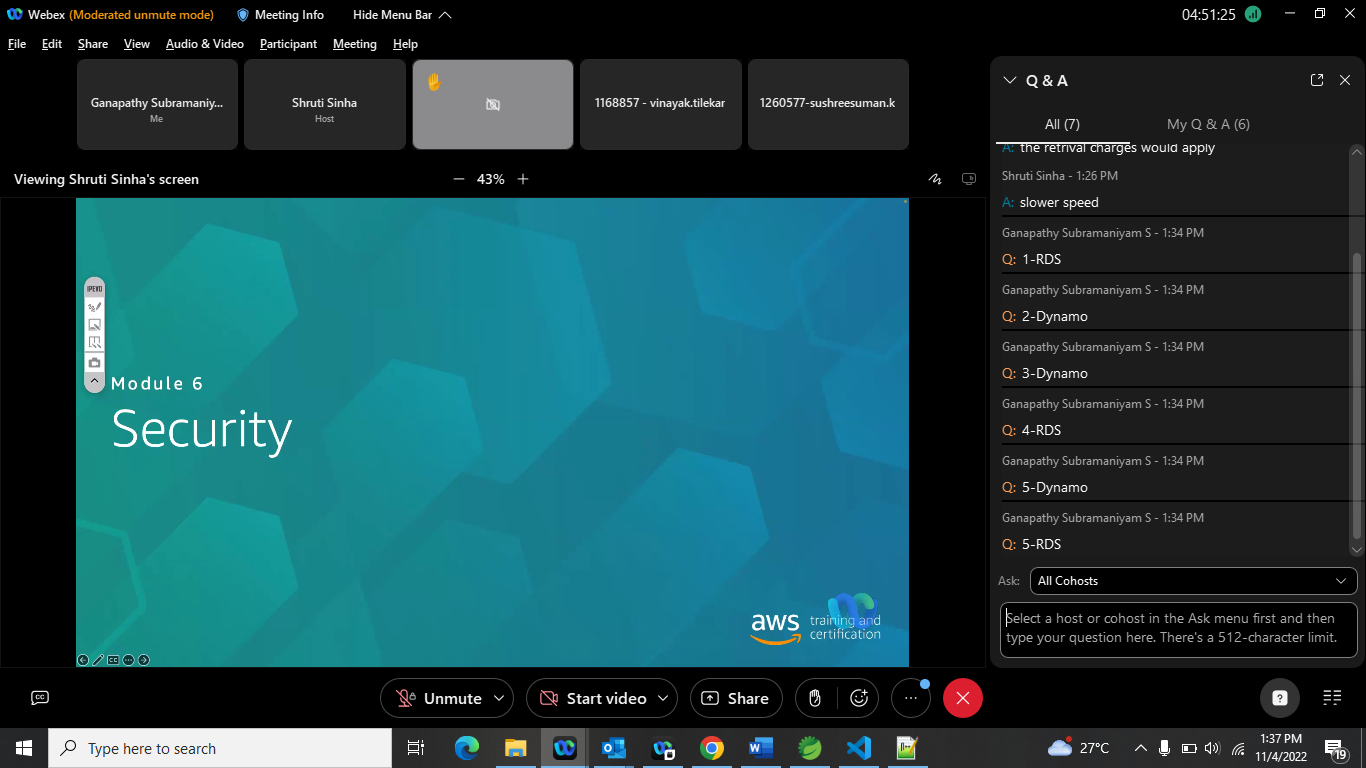 Webex (Moderated unmute mode) Meeting Info Hide Menu Bar 04:51:25
File Edit Share View Audio & Video Participant Meeting Help
Ganapathy Subramaniy...
Me
Shruti Sinha
Host
1168857 - vinayak.tilekar
1260577-sushreesuman.k
Viewing Shruti Sinha's screen
43%
IPEVO
Module 6
Security
aws training and
certification
Q & A
All (7) My Q & A (6)
A: the retrival charges would apply
Shruti Sinha - 1:26 PM
A: slower speed
Ganapathy Subramaniyam S - 1:34 PM
Q: 1-RDS
Ganapathy Subramaniyam S - 1:34 PM
Q: 2-Dynamo
Ganapathy Subramaniyam S - 1:34 PM
Q: 3-Dynamo
Ganapathy Subramaniyam S - 1:34 PM
Q: 4-RDS
Ganapathy Subramaniyam S - 1:34 PM
Q: 5-Dynamo
Ganapathy Subramaniyam S - 1:34 PM
Q: 5-RDS
Ask: All Cohosts
Select a host or cohost in the Ask menu first and then
type your question here. There's a 512-character limit.
CC
Unmute Start video Share
Type here to search
27°C
1:37 PM
11/4/2022
19